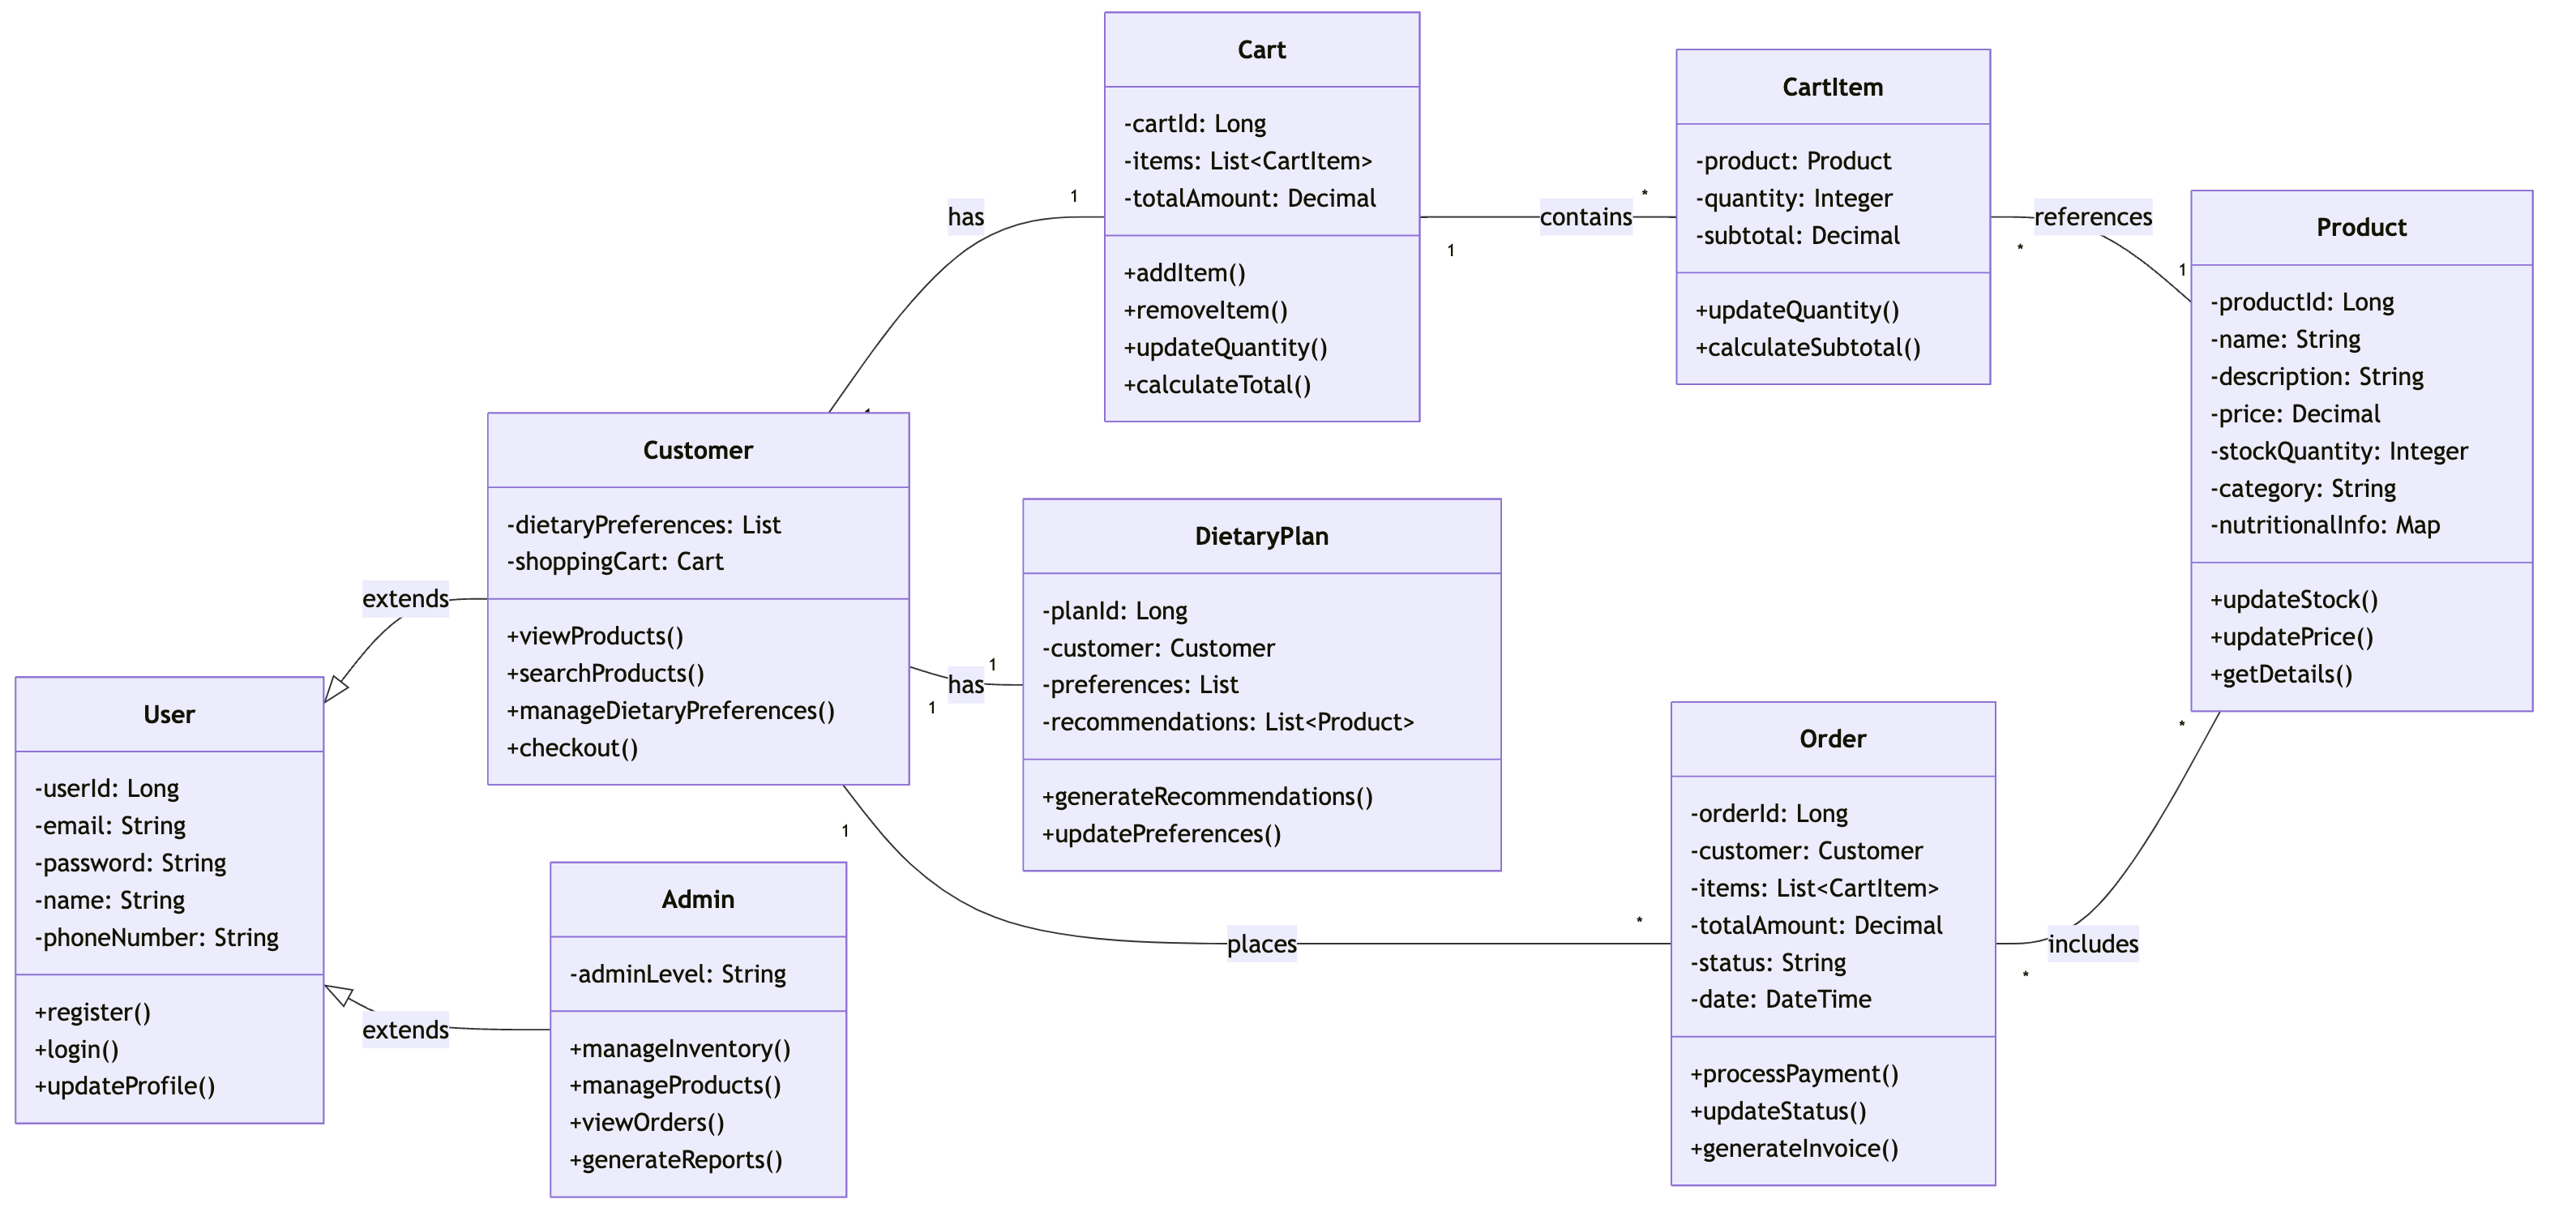 Cart
-cartId: Long
-items: List<CartItem>
-totalAmount: Decimal
+addItem()
+removeItem()
+updateQuantity()
+calculateTotal()
CartItem
-product: Product
-quantity: Integer
-subtotal: Decimal
+updateQuantity()
+calculateSubtotal()
Product
-productId: Long
-name: String
-description: String
-price: Decimal
-stockQuantity: Integer
-category: String
-nutritionalInfo: Map
+updateStock()
+updatePrice()
+getDetails()
has
1
contains
1
*
references
*
1
Customer
-dietaryPreferences: List
-shoppingCart: Cart
+viewProducts()
+searchProducts()
+manageDietaryPreferences()
+checkout()
DietaryPlan
-planId: Long
-customer: Customer
-preferences: List
-recommendations: List<Product>
+generateRecommendations()
+updatePreferences()
has
1
1
extends
User
-userId: Long
-email: String
-password: String
-name: String
-phoneNumber: String
+register()
+login()
+updateProfile()
extends
Admin
-adminLevel: String
+manageInventory()
+manageProducts()
+viewOrders()
+generateReports()
1
places
*
Order
-orderId: Long
-customer: Customer
-items: List<CartItem>
-totalAmount: Decimal
-status: String
-date: DateTime
+processPayment()
+updateStatus()
+generateInvoice()
includes
*
*